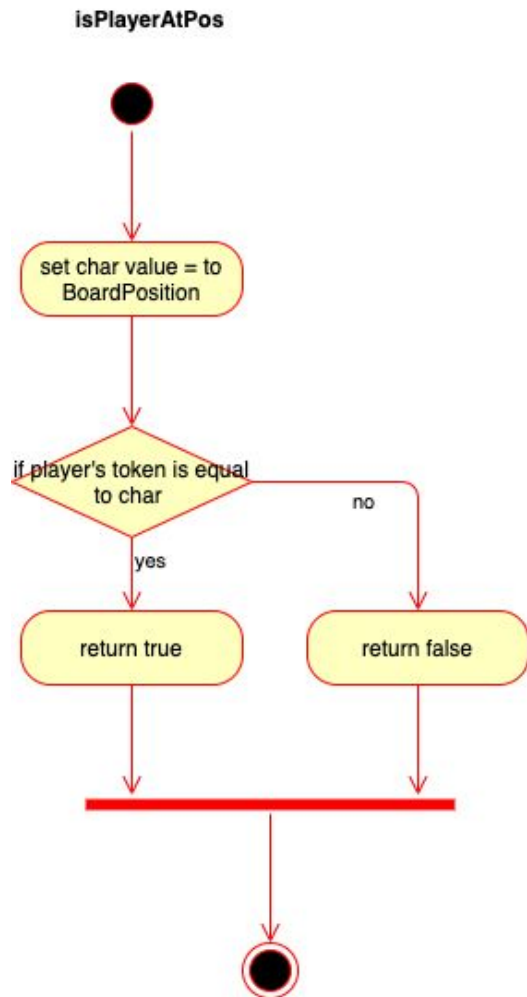 isPlayerAtPos
set char value = to
BoardPosition
if player's token is equal
to char
no
yes
return true
return false